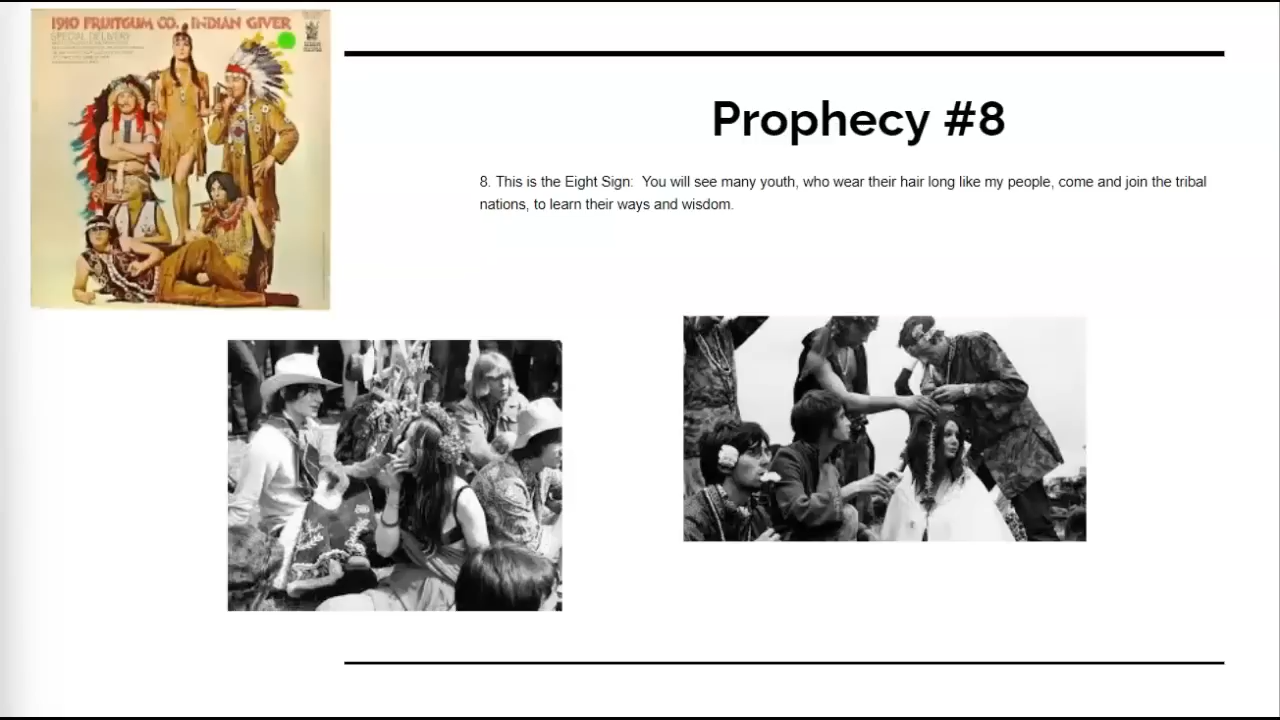 1910 FRUITGUM CO. INDIAN GIVER
SPECIAL DELIVERY
Prophecy #8
8. This is the Eight Sign:  You will see many youth, who wear their hair long like my people, come and join the tribal
nations, to learn their ways and wisdom.